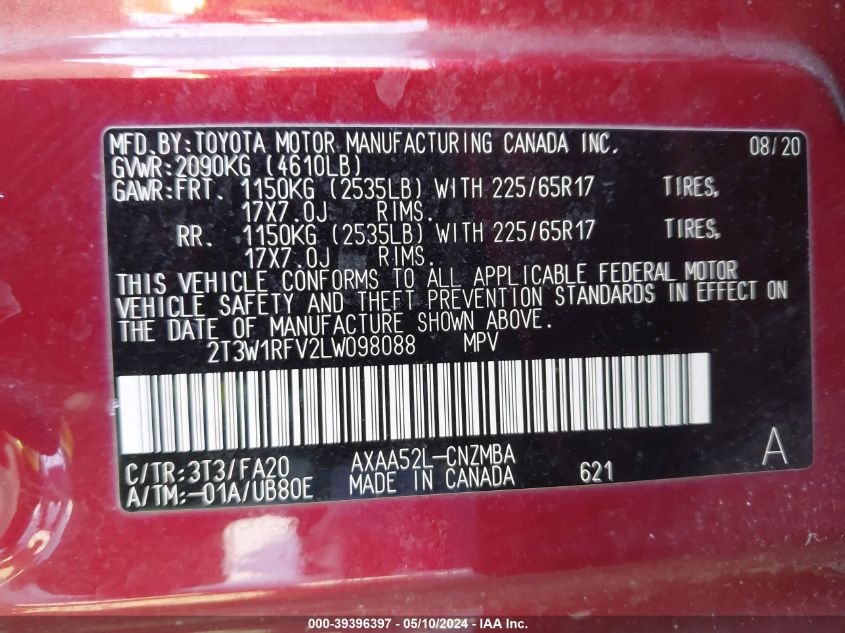 MFD.BY:TOYOTA MOTOR MANUFACTURING CANADA INC. 08/20
GVWR:2090KG (4610LB)
GAWR:FRT. 1150KG (2535LB) WITH 225/65R17 TIRES,
17X7.0J RIMS.
RR. 1150KG (2535LB) WITH 225/65R17 TIRES,
17X7.0J RIMS.
THIS VEHICLE CONFORMS TO ALL APPLICABLE FEDERAL MOTOR
VEHICLE SAFETY AND THEFT PREVENTION STANDARDS IN EFFECT ON
THE DATE OF MANUFACTURE SHOWN ABOVE.
2T3W1RFV2LW098088 MPV
C/TR:3T3/FA20 AXAA52L-CNZMBA A
A/TM:-01A/UB80E MADE IN CANADA 621
000-39396397 - 05/10/2024 - IAA Inc.